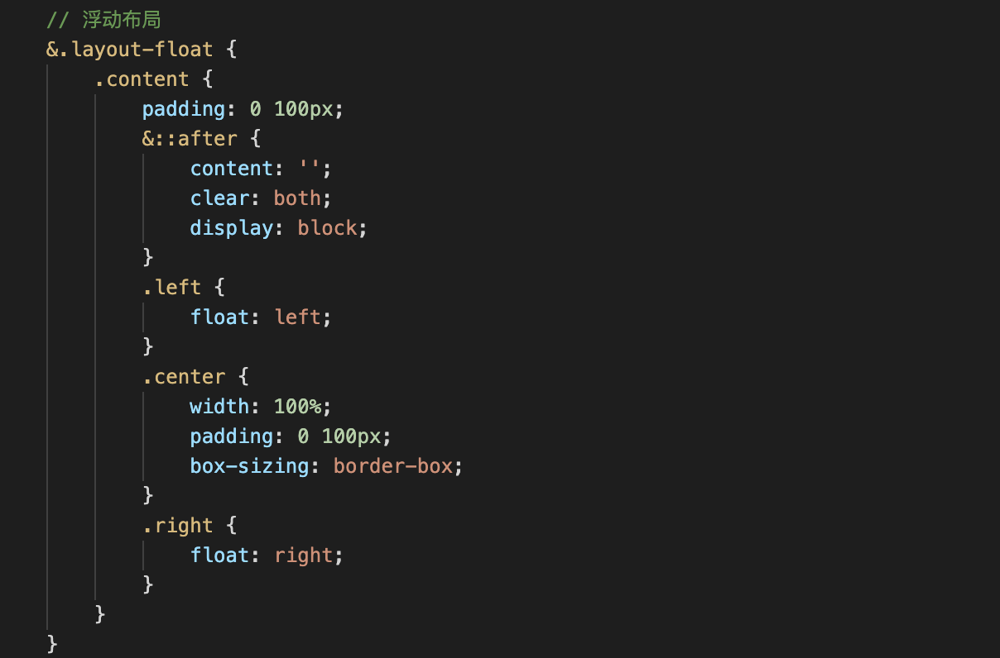 // 浮动布局
&.layout-float {
    .content {
        padding: 0 100px;
        &::after {
            content: '';
            clear: both;
            display: block;
        }
        .left {
            float: left;
        }
        .center {
            width: 100%;
            padding: 0 100px;
            box-sizing: border-box;
        }
        .right {
            float: right;
        }
    }
}